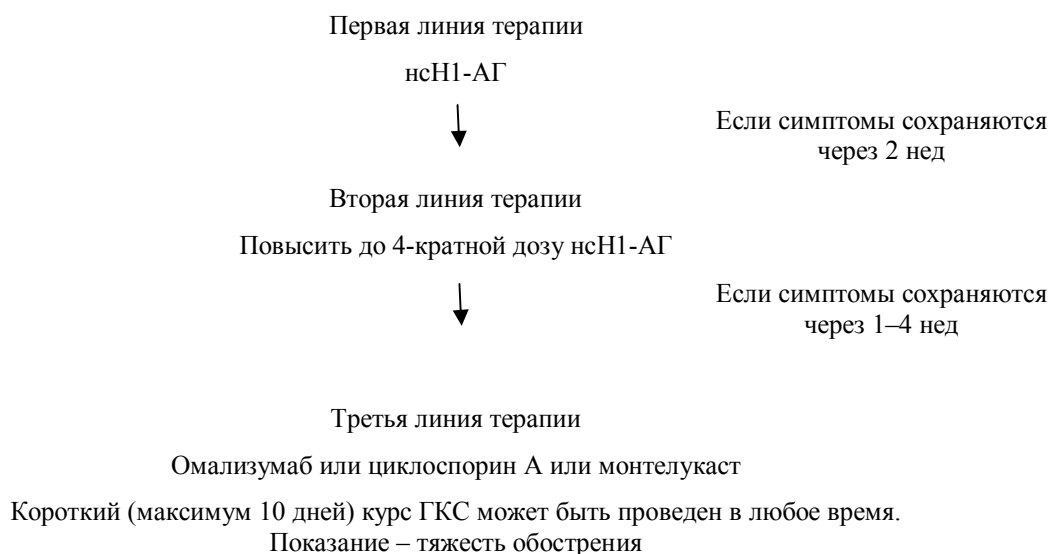 Первая линия терапии
нсН1-АГ
Если симптомы сохраняются
через 2 нед
Вторая линия терапии
Повысить до 4-кратной дозу нсН1-АГ
Если симптомы сохраняются
через 1–4 нед
Третья линия терапии
Омализумаб или циклоспорин А или монтелукаст
Короткий (максимум 10 дней) курс ГКС может быть проведен в любое время.
Показание – тяжесть обострения